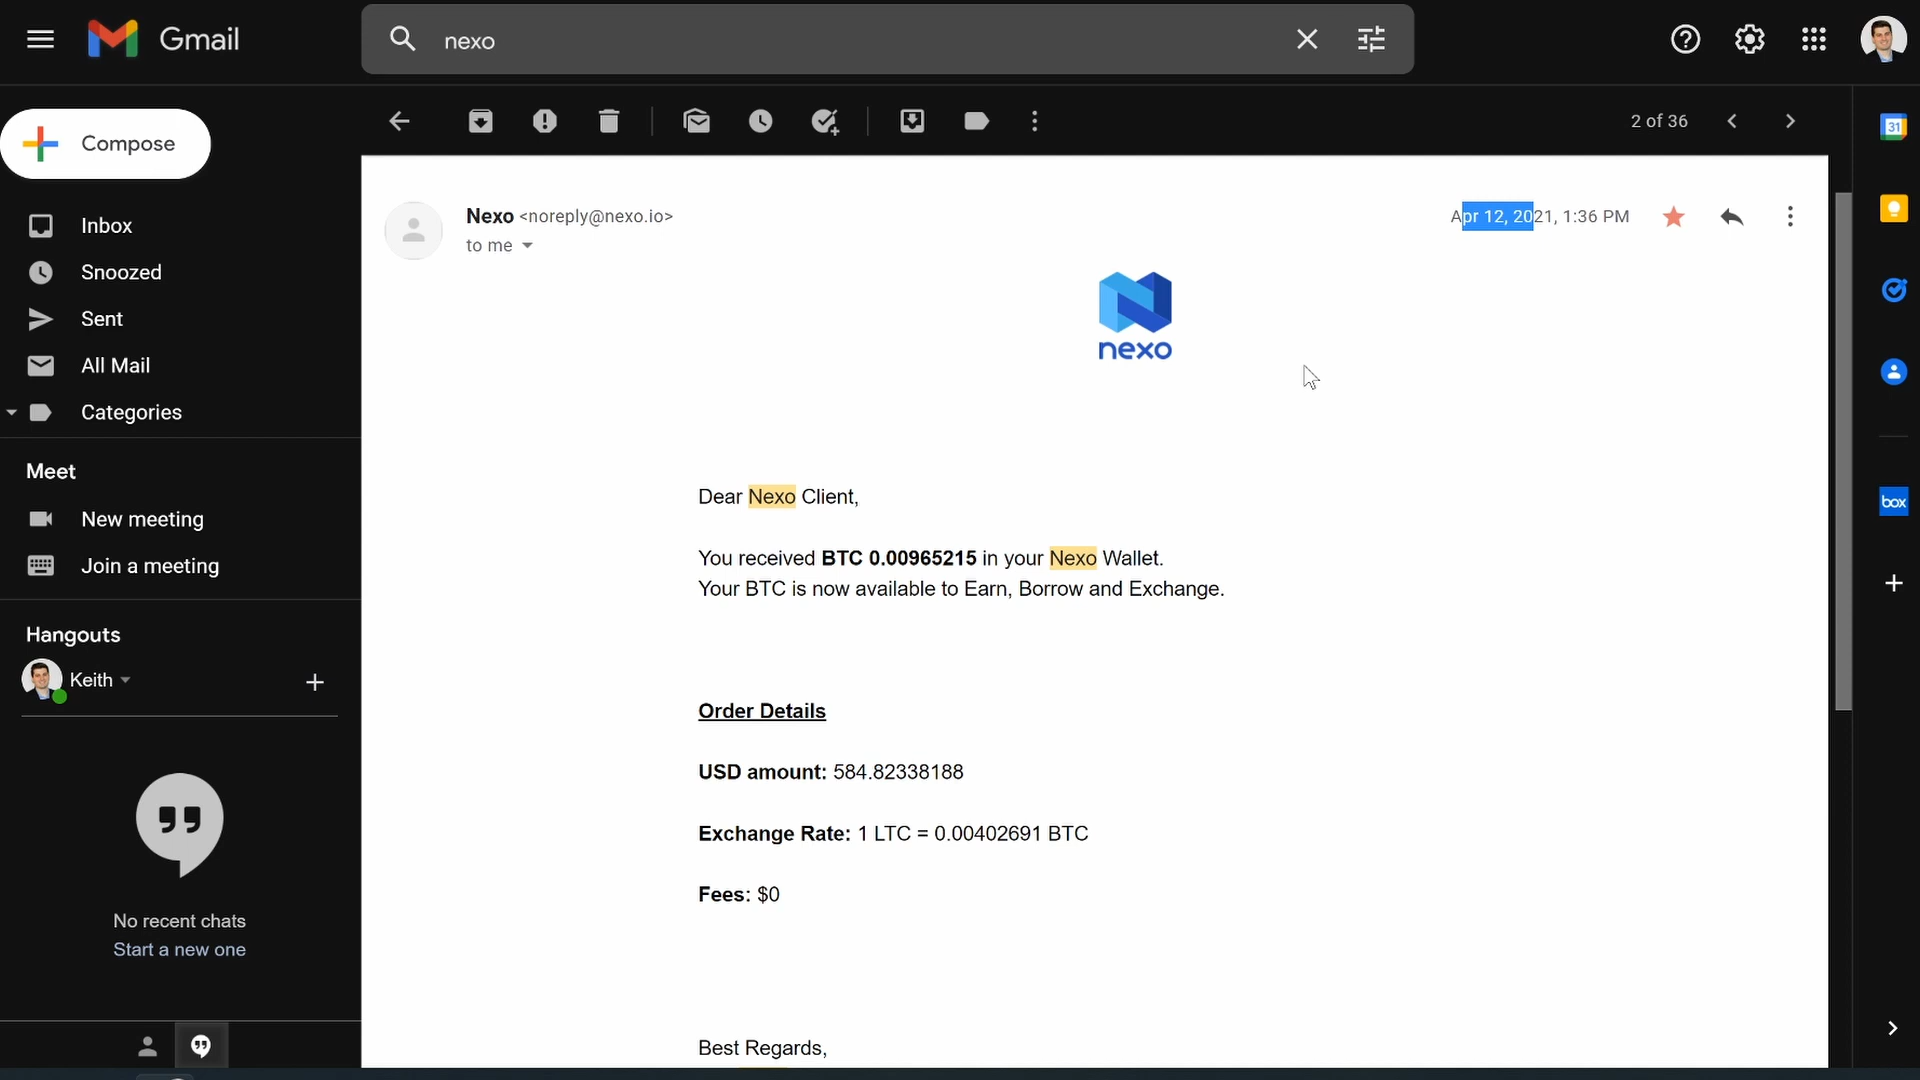 Gmail
nexo
Compose
2 of 36
31
Inbox
Snoozed
Sent
All Mail
Categories
Nexo <noreply@nexo.io>
to me
Apr 12, 2021, 1:36 PM
nexo
Meet
New meeting
Join a meeting
Hangouts
Keith
No recent chats
Start a new one
Dear Nexo Client,
You received BTC 0.00965215 in your Nexo Wallet.
Your BTC is now available to Earn, Borrow and Exchange.
Order Details
USD amount: 584.82338188
Exchange Rate: 1 LTC = 0.00402691 BTC
Fees: $0
Best Regards,
box